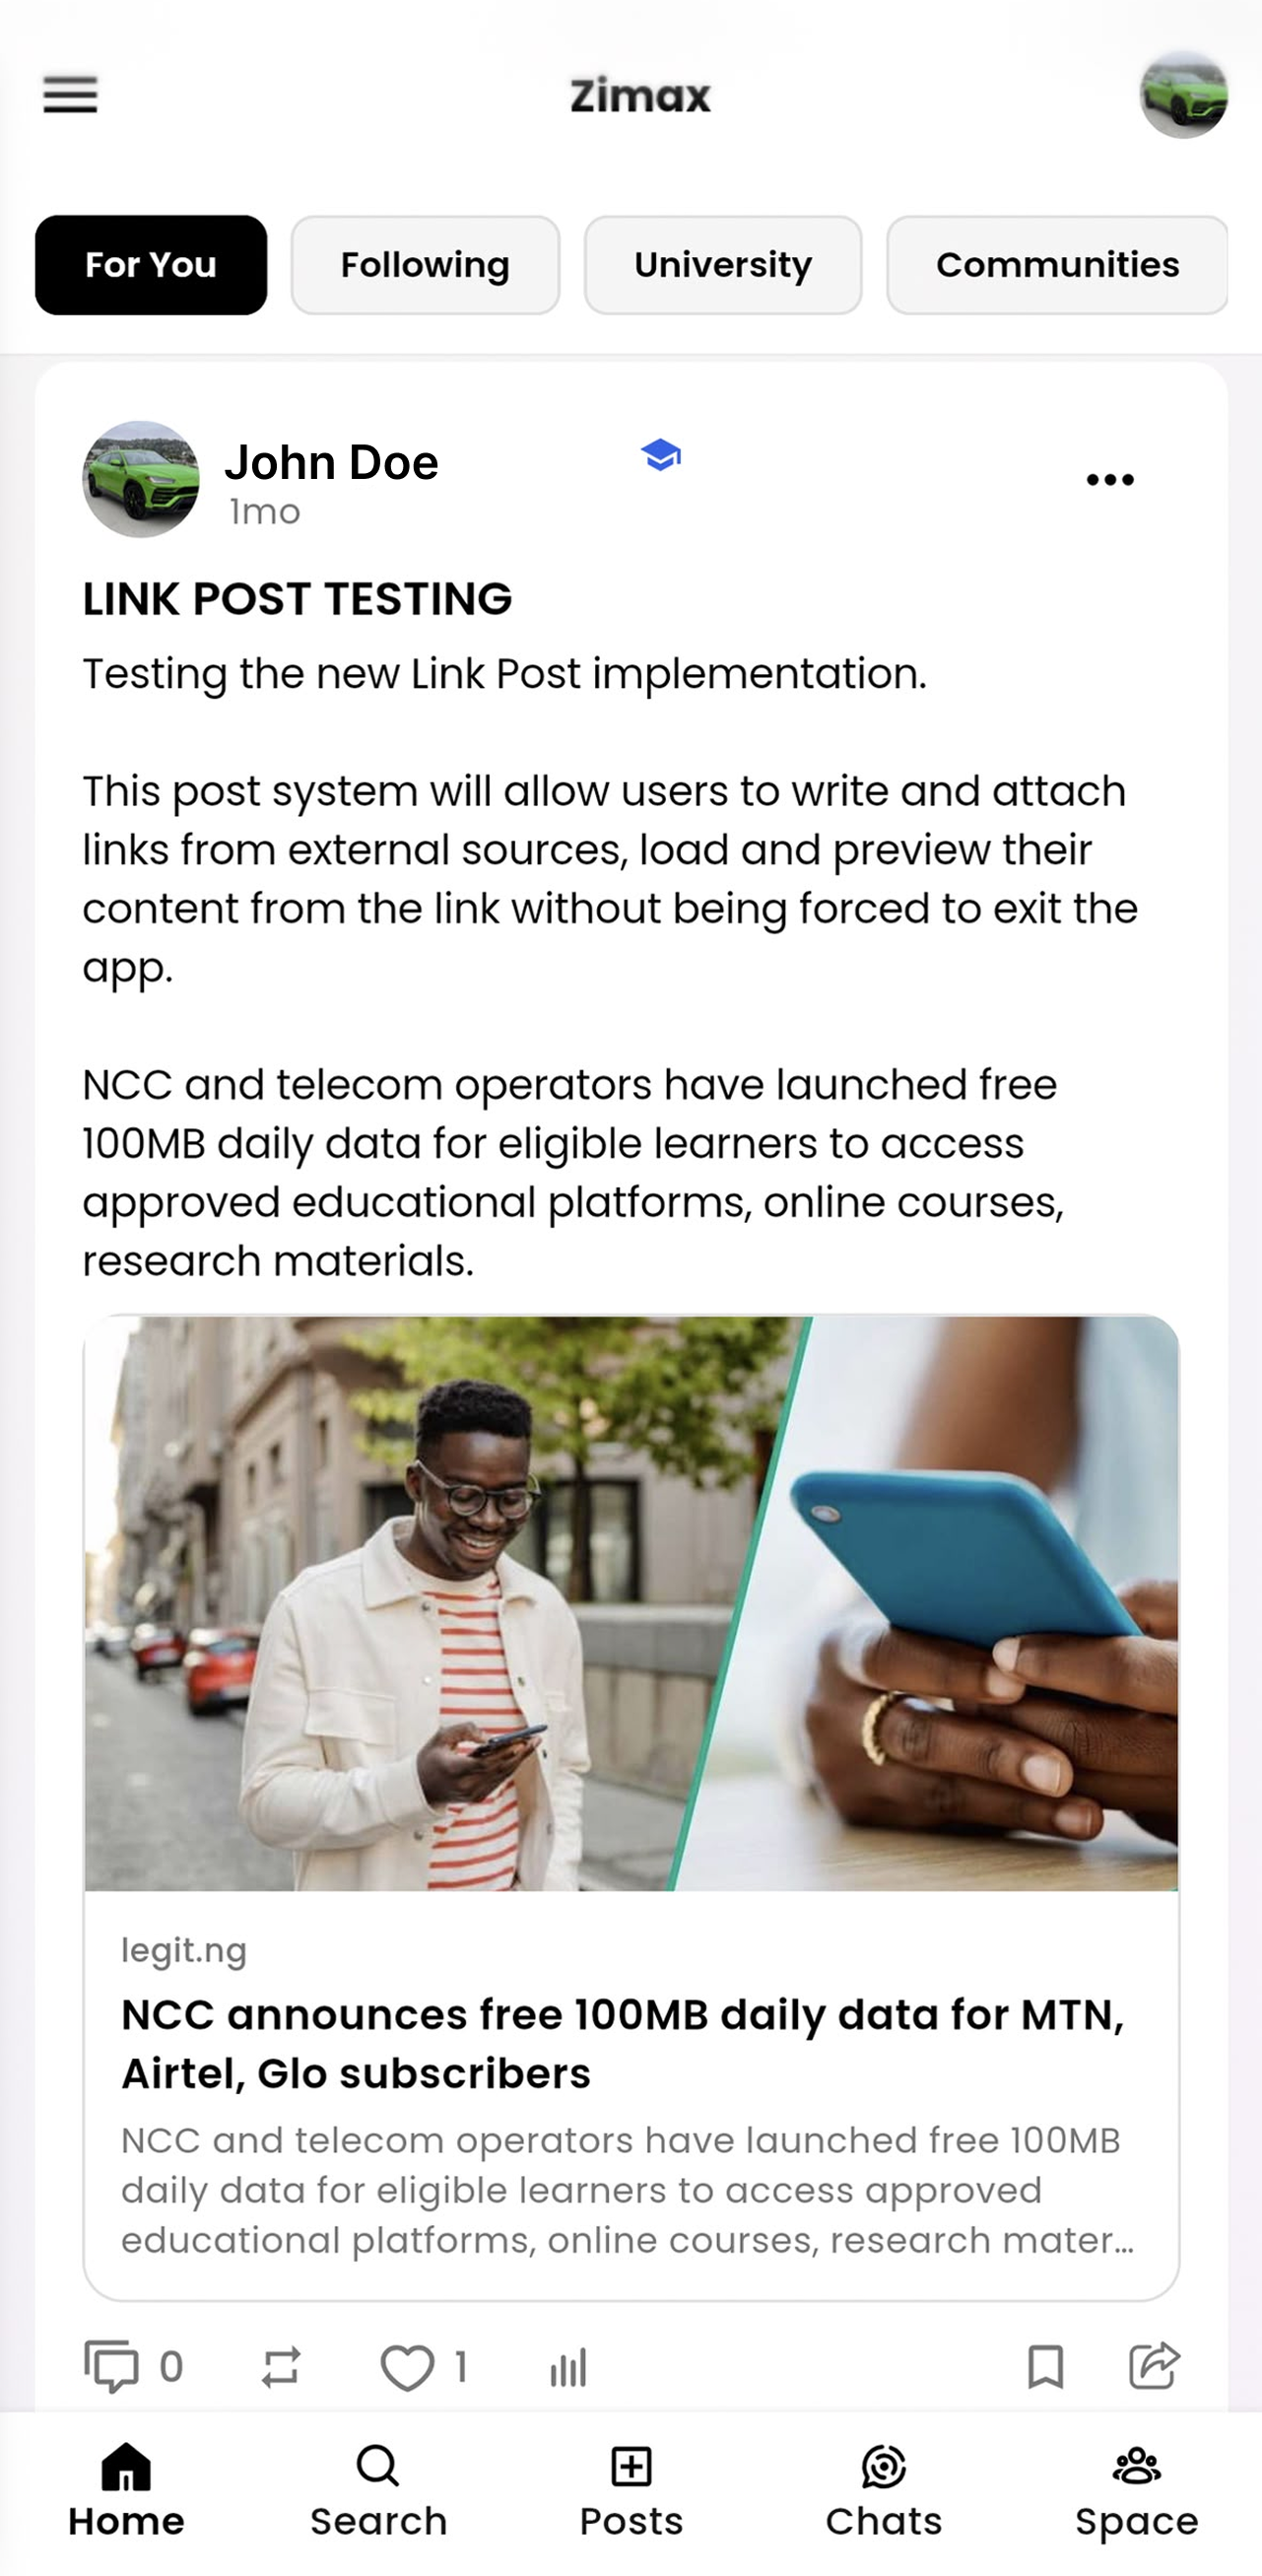 Zimax
For You
Following
University
Communities
John Doe
1mo
LINK POST TESTING
Testing the new Link Post implementation.
This post system will allow users to write and attach
links from external sources, load and preview their
content from the link without being forced to exit the
app.
NCC and telecom operators have launched free
100MB daily data for eligible learners to access
approved educational platforms, online courses,
research materials.
legit.ng
NCC announces free 100MB daily data for MTN,
Airtel, Glo subscribers
NCC and telecom operators have launched free 100MB
daily data for eligible learners to access approved
educational platforms, online courses, research mater...
0
1
Home
Search
Posts
Chats
Space